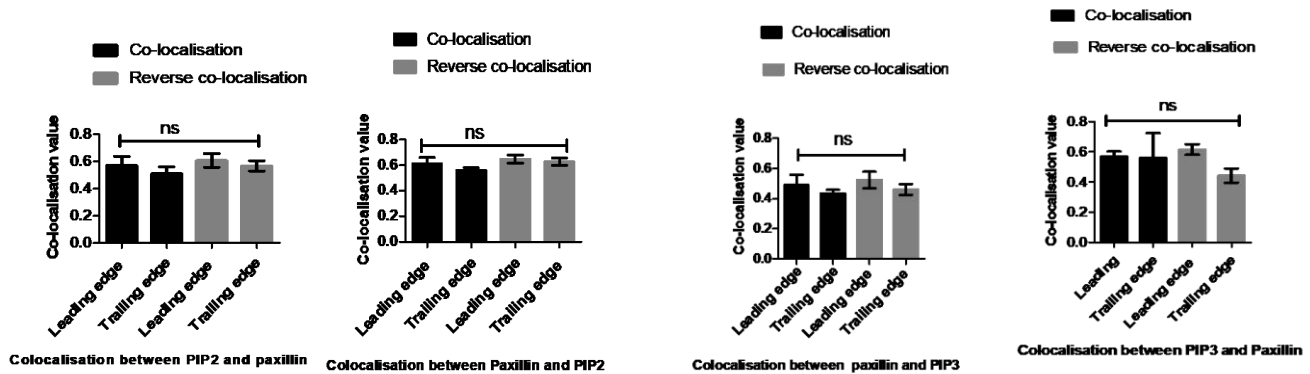 Co-localisation
Reverse co-localisation
ns
Co-localisation value
0.8
0.6
0.4
0.2
0.0
Leading edge
Trailing edge
Leading edge
Trailing edge
Colocalisation between PIP2 and paxillin
Co-localisation
Reverse co-localisation
ns
Co-localisation value
0.8
0.6
0.4
0.2
0.0
Leading edge
Trailing edge
Leading edge
Trailing edge
Colocalisation between Paxillin and PIP2
Co-localisation
Reverse co-localisation
ns
Co-localisation value
0.8
0.6
0.4
0.2
0.0
Leading edge
Trailing edge
Leading edge
Trailing edge
Colocalisation between paxillin and PIP3
Co-localisation
Reverse co-localisation
ns
Co-localisation value
0.8
0.6
0.4
0.2
0.0
Leading
Trailing edge
Leading edge
Trailing edge
Colocalisation between PIP3 and Paxillin